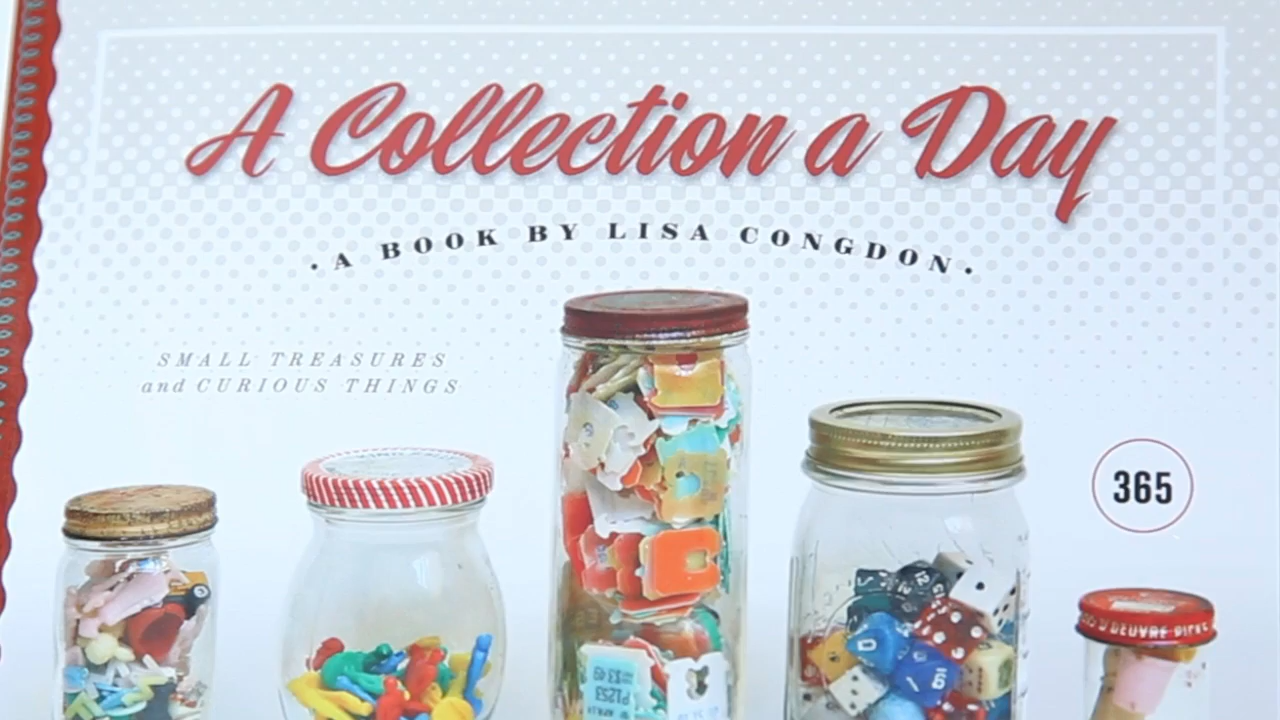 A Collection a Day
· A BOOK BY LISA CONGDON ·
SMALL TREASURES
and CURIOUS THINGS
365